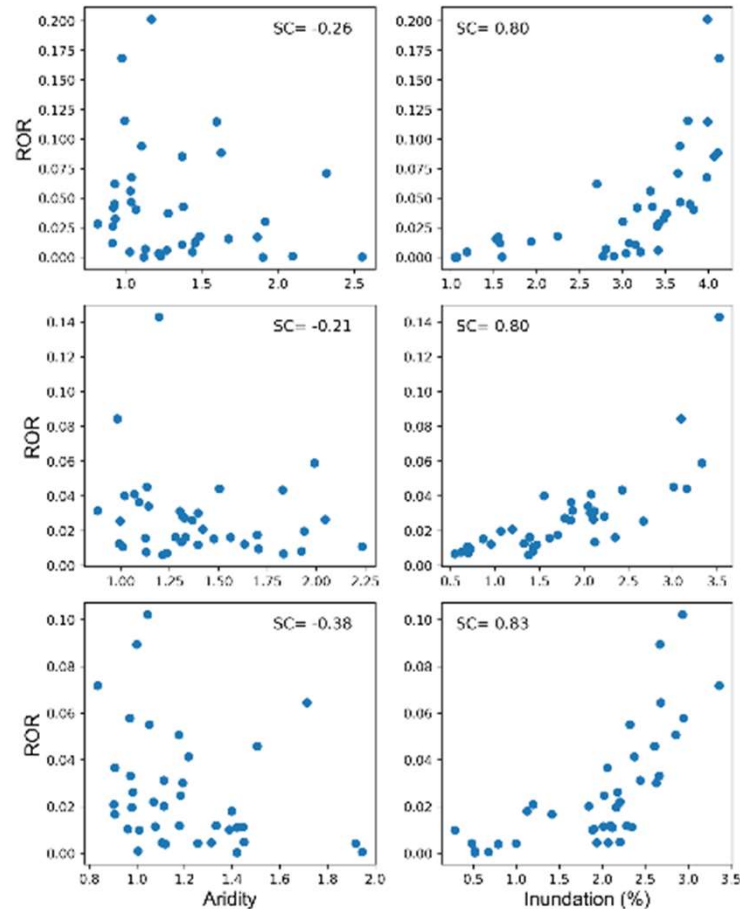 SC= -0.26
SC= 0.80
ROR
0.200
0.175
0.150
0.125
0.100
0.075
0.050
0.025
0.000
0.200
0.175
0.150
0.125
0.100
0.075
0.050
0.025
0.000
1.0 1.5 2.0 2.5
1.0 1.5 2.0 2.5 3.0 3.5 4.0
SC= -0.21
SC= 0.80
ROR
0.14
0.12
0.10
0.08
0.06
0.04
0.02
0.00
0.14
0.12
0.10
0.08
0.06
0.04
0.02
0.00
1.00 1.25 1.50 1.75 2.00 2.25
0.5 1.0 1.5 2.0 2.5 3.0 3.5
SC= -0.38
SC= 0.83
ROR
0.10
0.08
0.06
0.04
0.02
0.00
0.10
0.08
0.06
0.04
0.02
0.00
0.8 1.0 1.2 1.4 1.6 1.8 2.0
0.5 1.0 1.5 2.0 2.5 3.0 3.5
Aridity
Inundation (%)